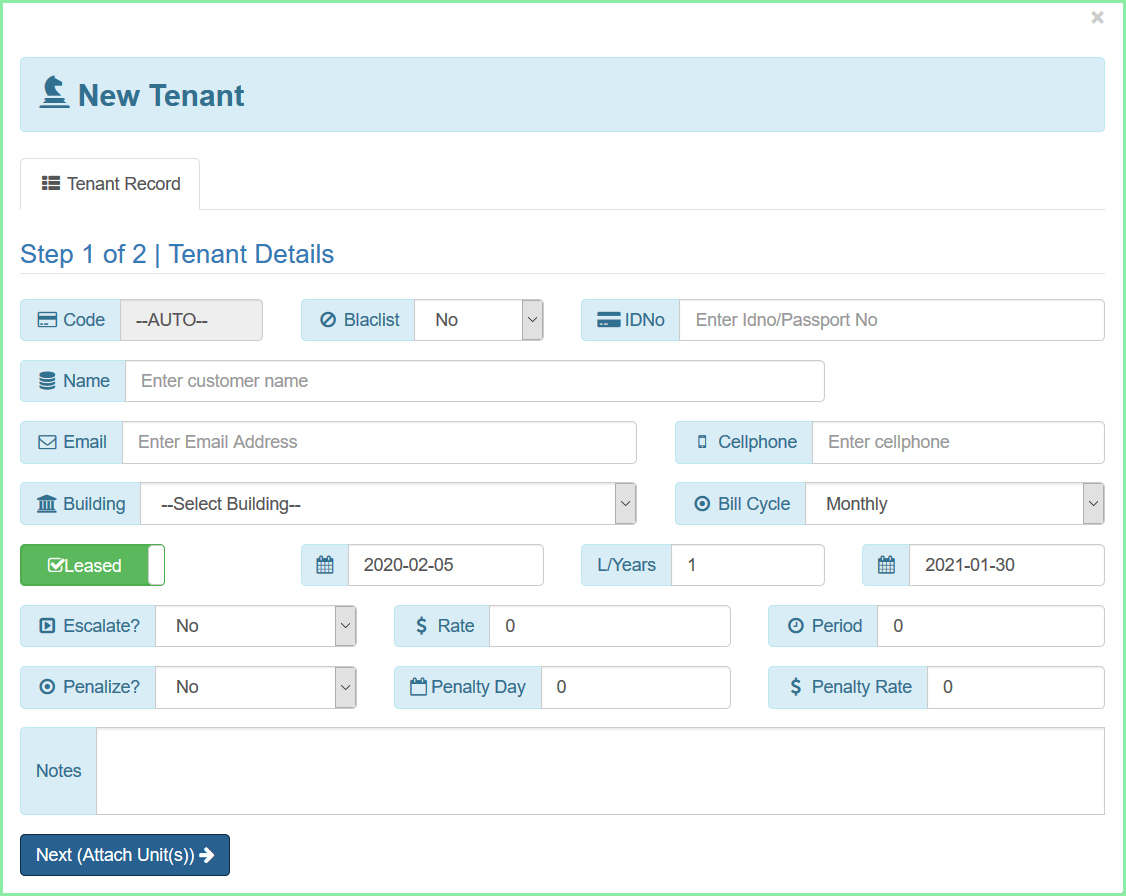 ×
New Tenant
Tenant Record
Step 1 of 2 | Tenant Details
Code --AUTO-- Blaclist No IDNo Enter Idno/Passport No
Name Enter customer name
Email Enter Email Address Cellphone Enter cellphone
Building --Select Building-- Bill Cycle Monthly
Leased 2020-02-05 L/Years 1 2021-01-30
Escalate? No $ Rate 0 Period 0
Penalize? No Penalty Day 0 $ Penalty Rate 0
Notes
Next (Attach Unit(s))